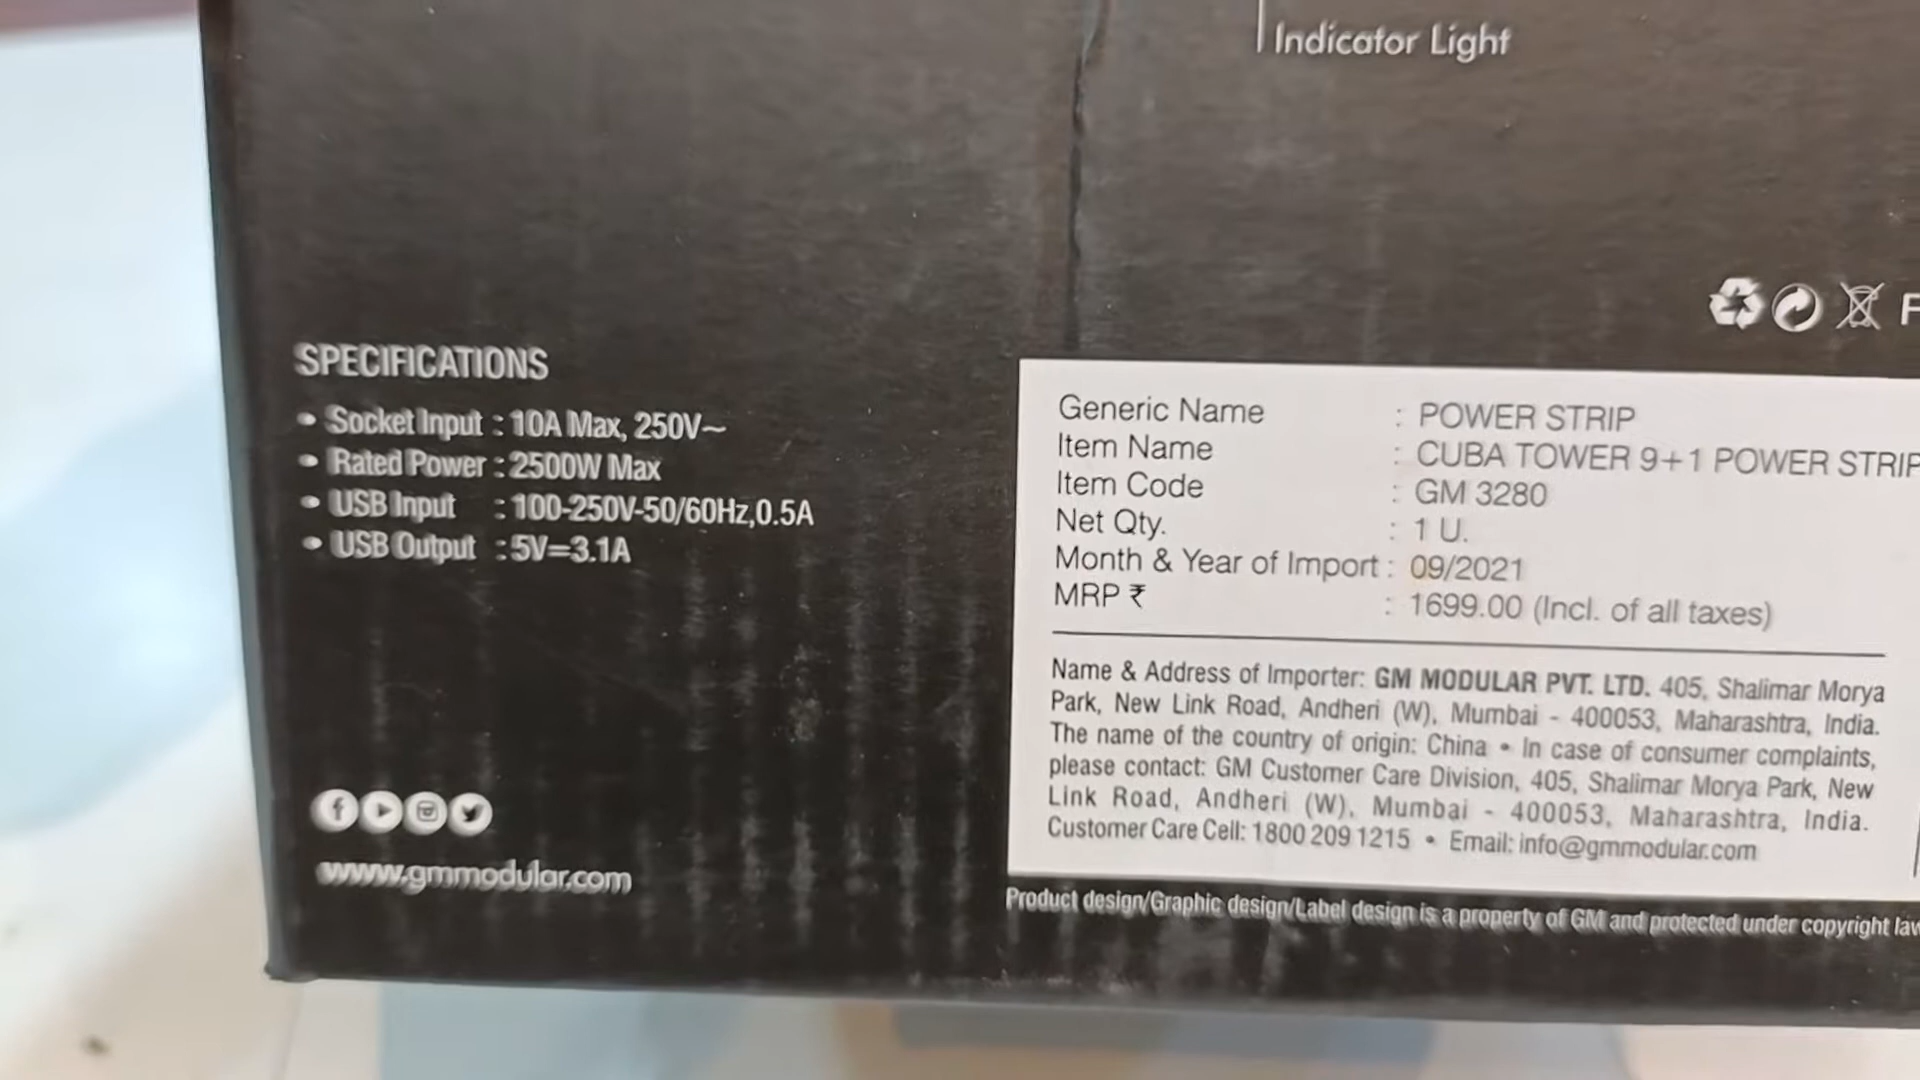 Indicator Light
SPECIFICATIONS
• Socket Input : 10A Max, 250V~
• Rated Power : 2500W Max
• USB Input : 100-250V-50/60Hz,0.5A
• USB Output : 5V=3.1A
www.gmmodular.com
Generic Name : POWER STRIP
Item Name : CUBA TOWER 9+1 POWER STRIP
Item Code : GM 3280
Net Qty. : 1 U.
Month & Year of Import : 09/2021
MRP ₹ : 1699.00 (Incl. of all taxes)
Name & Address of Importer: GM MODULAR PVT. LTD. 405, Shalimar Morya
Park, New Link Road, Andheri (W), Mumbai - 400053, Maharashtra, India.
The name of the country of origin: China • In case of consumer complaints,
please contact: GM Customer Care Division, 405, Shalimar Morya Park, New
Link Road, Andheri (W), Mumbai - 400053, Maharashtra, India.
Customer Care Cell: 1800 209 1215 • Email: info@gmmodular.com
Product design/Graphic design/Label design is a property of GM and protected under copyright law